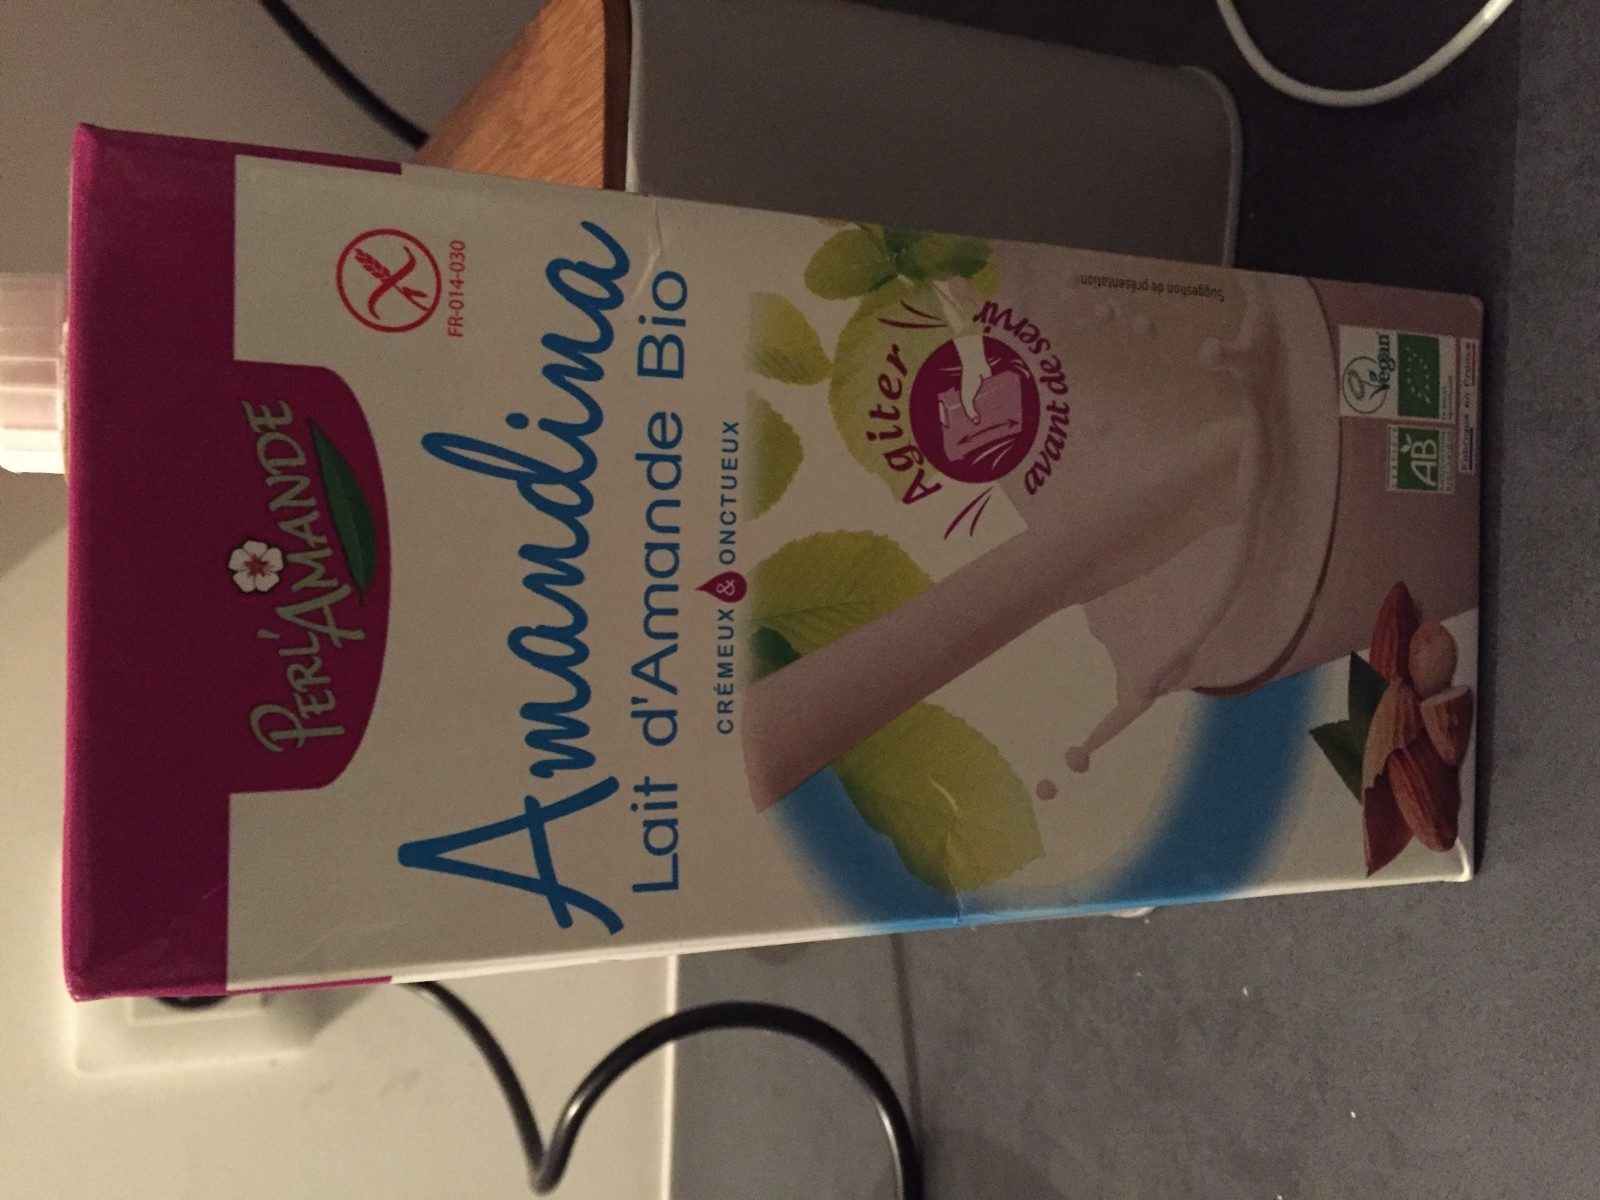 PERL'AMANDE
FR-014-030
Amandina
Lait d'Amande Bio
CRÉMEUX & ONCTUEUX
Agiter
avant de servir
Suggestion de présentation
Vegan
AB